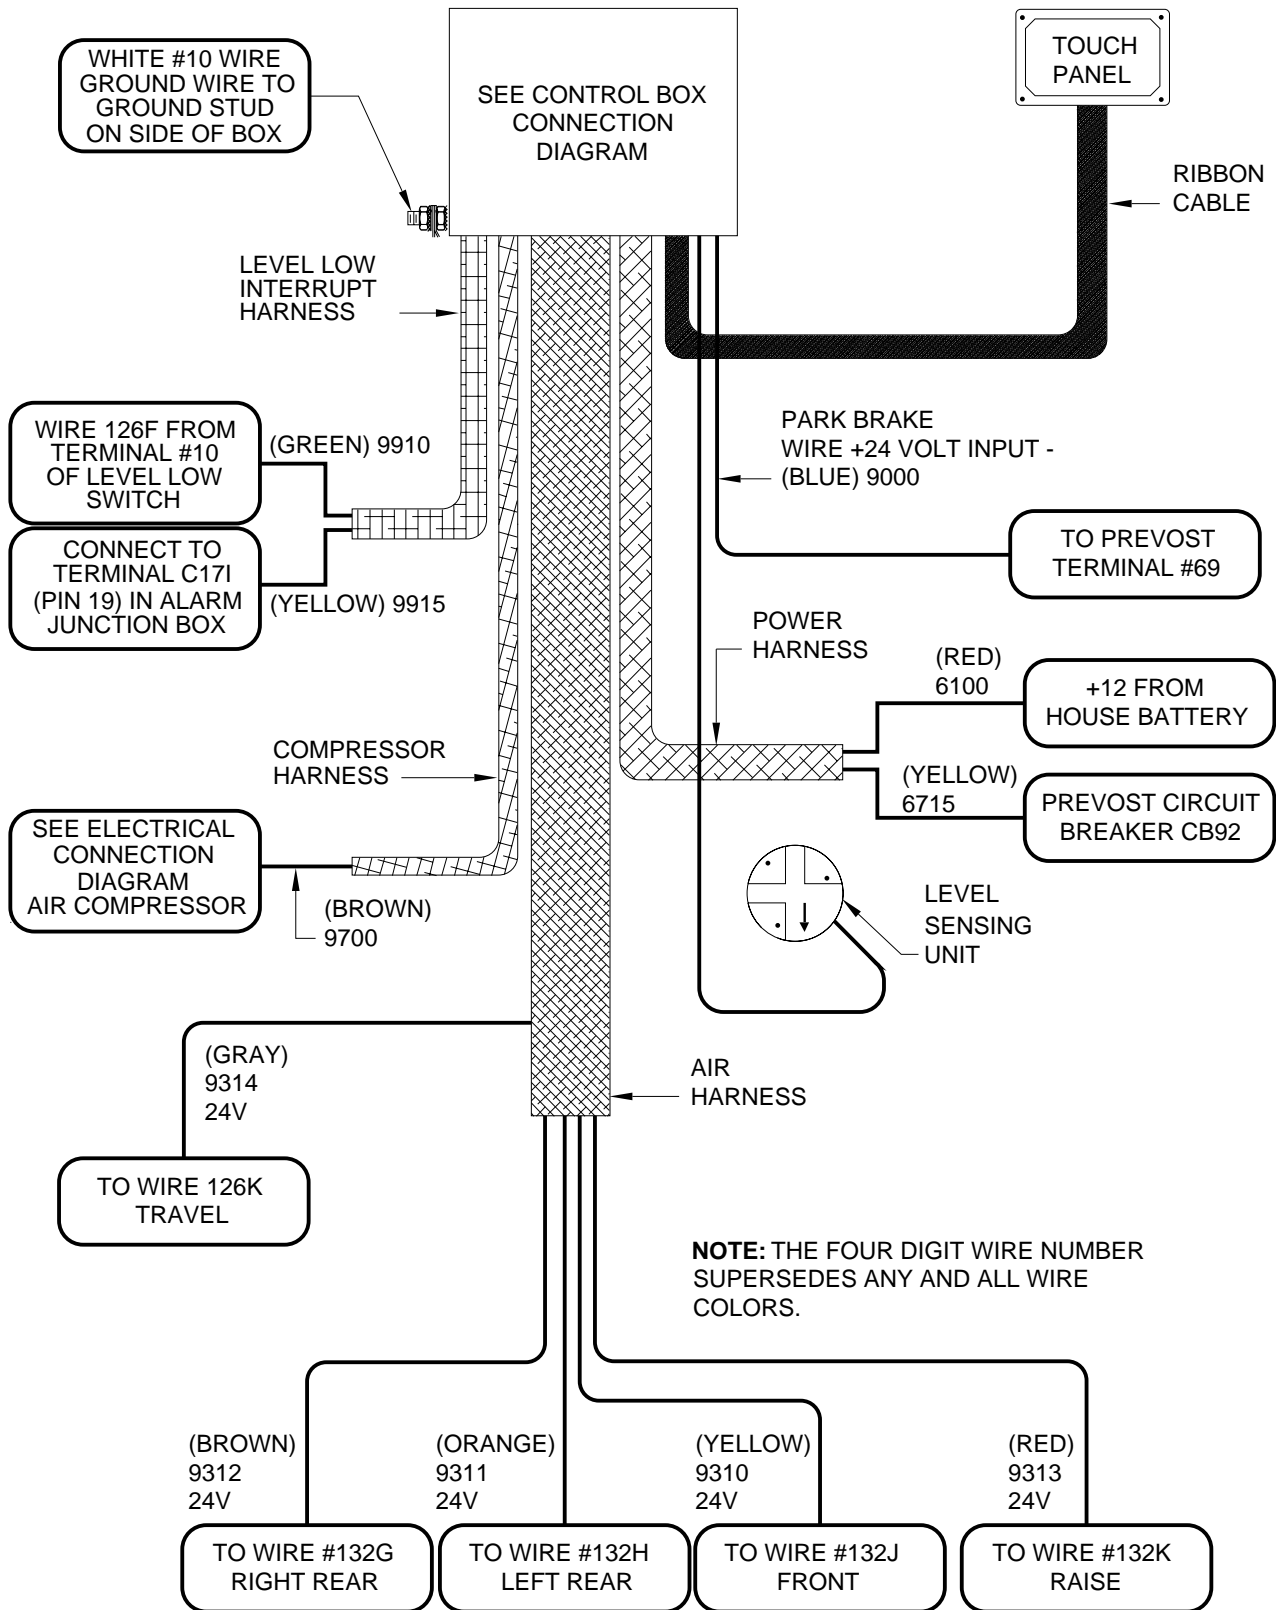 WHITE #10 WIRE
GROUND WIRE TO
GROUND STUD
ON SIDE OF BOX
SEE CONTROL BOX
CONNECTION
DIAGRAM
TOUCH
PANEL
RIBBON
CABLE
LEVEL LOW
INTERRUPT
HARNESS
WIRE 126F FROM
TERMINAL #10
OF LEVEL LOW
SWITCH
(GREEN) 9910
CONNECT TO
TERMINAL C17I
(PIN 19) IN ALARM
JUNCTION BOX
(YELLOW) 9915
PARK BRAKE
WIRE +24 VOLT INPUT -
(BLUE) 9000
TO PREVOST
TERMINAL #69
POWER
HARNESS
(RED)
6100
+12 FROM
HOUSE BATTERY
(YELLOW)
6715
PREVOST CIRCUIT
BREAKER CB92
COMPRESSOR
HARNESS
SEE ELECTRICAL
CONNECTION
DIAGRAM
AIR COMPRESSOR
(BROWN)
9700
LEVEL
SENSING
UNIT
(GRAY)
9314
24V
AIR
HARNESS
TO WIRE 126K
TRAVEL
NOTE: THE FOUR DIGIT WIRE NUMBER
SUPERSEDES ANY AND ALL WIRE
COLORS.
(BROWN)
9312
24V
(ORANGE)
9311
24V
(YELLOW)
9310
24V
(RED)
9313
24V
TO WIRE #132G
RIGHT REAR
TO WIRE #132H
LEFT REAR
TO WIRE #132J
FRONT
TO WIRE #132K
RAISE